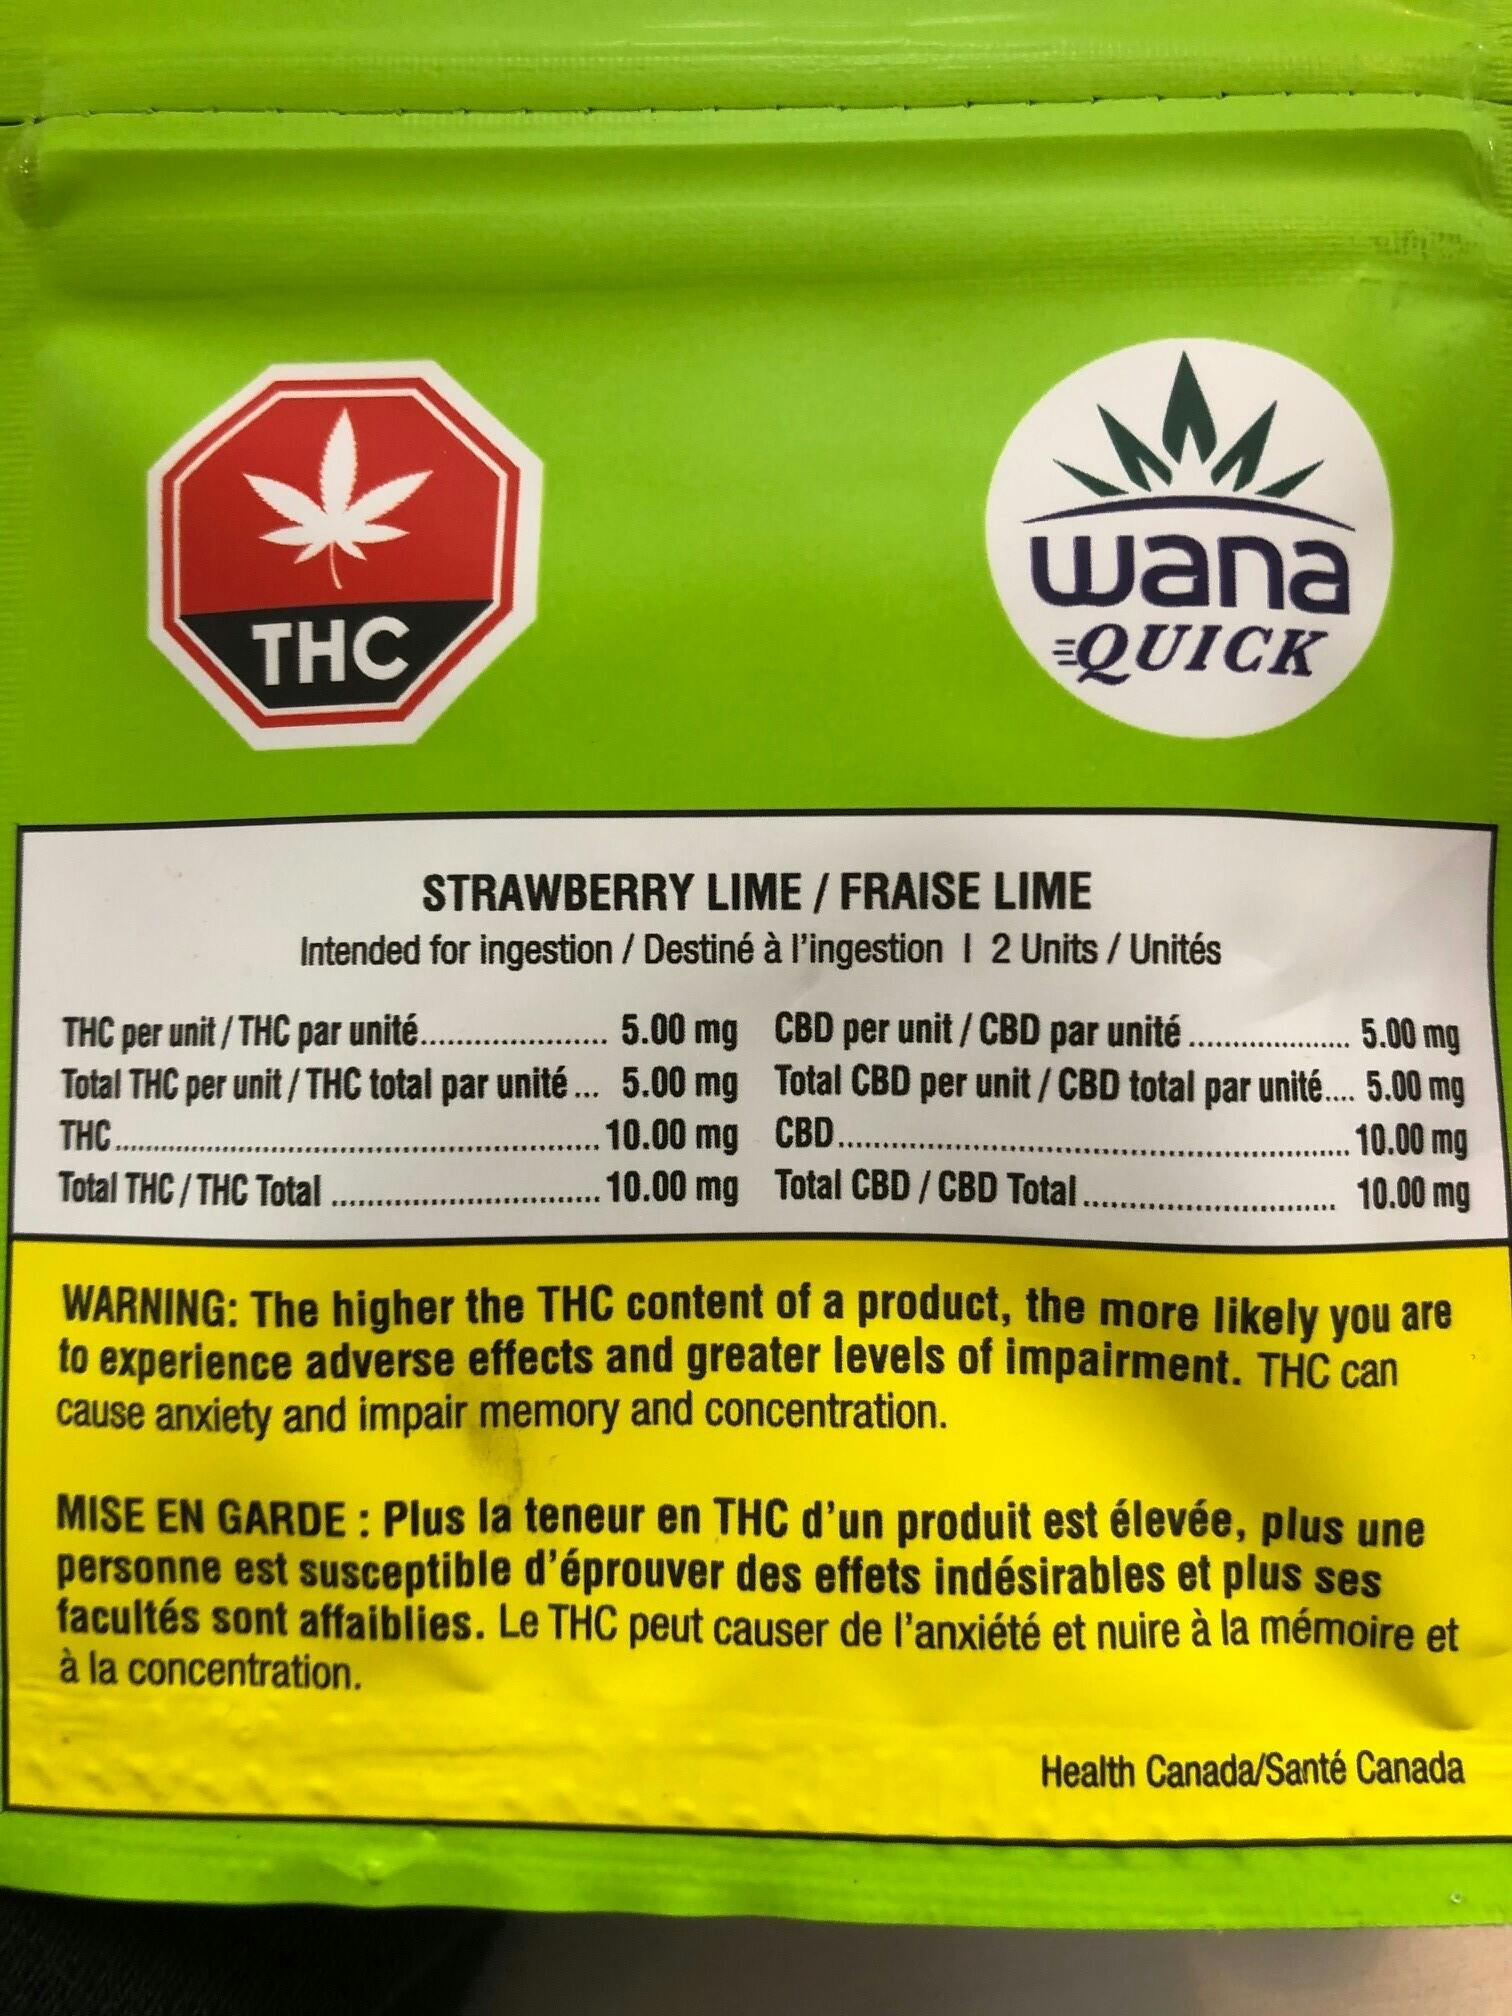 THC
wana
QUICK
STRAWBERRY LIME / FRAISE LIME
Intended for ingestion / Destiné à l'ingestion | 2 Units / Unités
THC per unit / THC par unité.................... 5.00 mg CBD per unit / CBD par unité .................. 5.00 mg
Total THC per unit / THC total par unité ... 5.00 mg Total CBD per unit / CBD total par unité.... 5.00 mg
THC.......................................................... 10.00 mg CBD......................................................... 10.00 mg
Total THC / THC Total ................................ 10.00 mg Total CBD / CBD Total............................... 10.00 mg
WARNING: The higher the THC content of a product, the more likely you are
to experience adverse effects and greater levels of impairment. THC can
cause anxiety and impair memory and concentration.
MISE EN GARDE : Plus la teneur en THC d'un produit est élevée, plus une
personne est susceptible d'éprouver des effets indésirables et plus ses
facultés sont affaiblies. Le THC peut causer de l'anxiété et nuire à la mémoire et
à la concentration.
Health Canada/Santé Canada